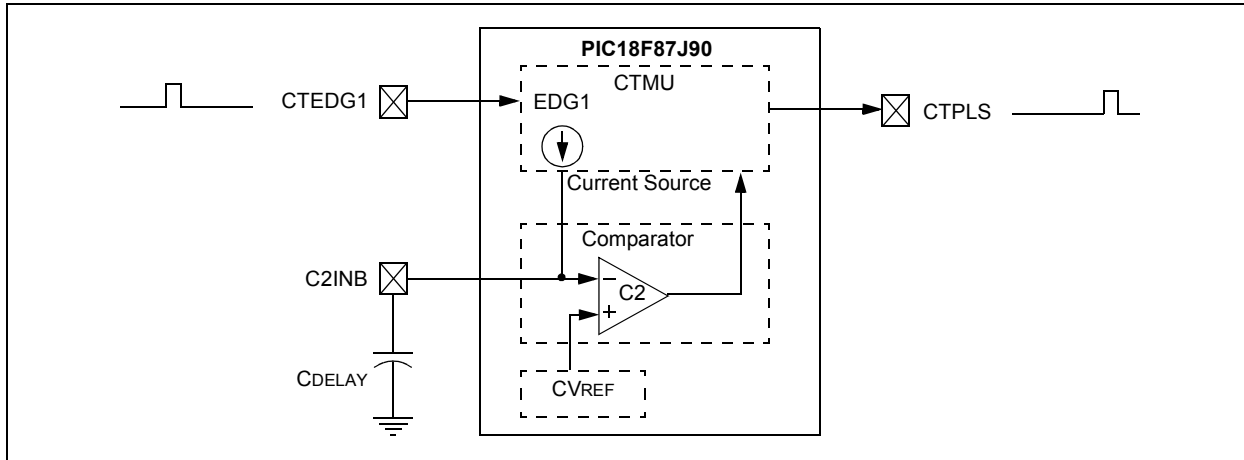 PIC18F87J90
CTMU
CTEDG1
EDG1
CTPLS
Current Source
Comparator
C2INB
–
C2
+
CDELAY
CVREF